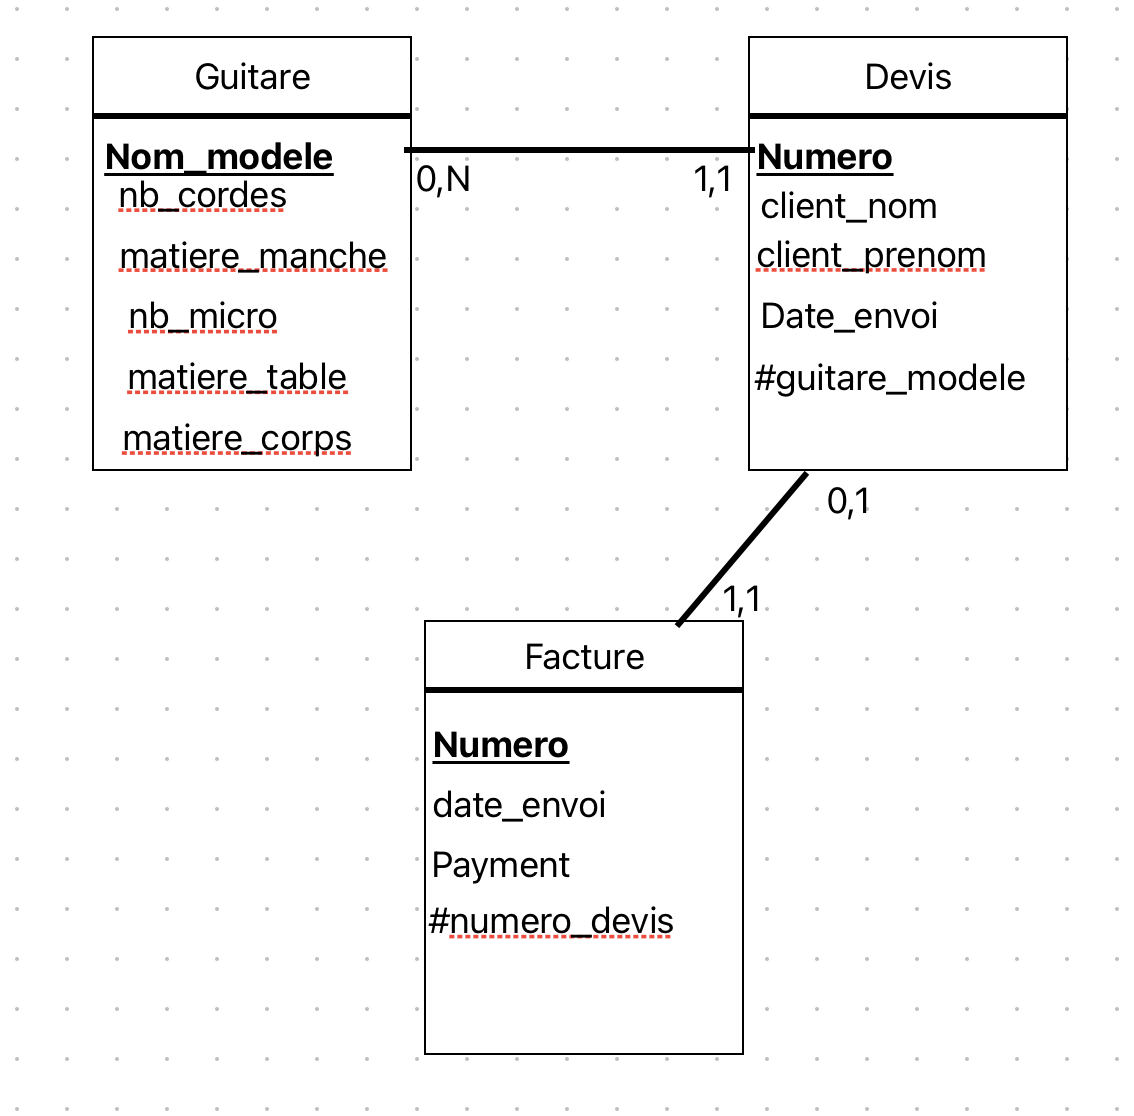 Guitare
Nom_modele
nb_cordes
matiere_manche
nb_micro
matiere_table
matiere_corps
0,N
1,1
Devis
Numero
client_nom
client_prenom
Date_envoi
#guitare_modele
0,1
1,1
Facture
Numero
date_envoi
Payment
#numero_devis